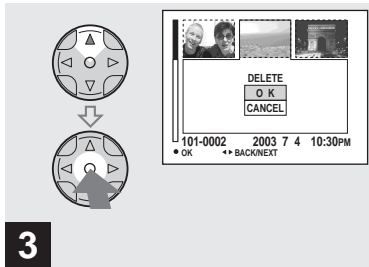 DELETE
O K
CANCEL
101-0002 2003 7 4 10:30PM
OK BACK/NEXT
3